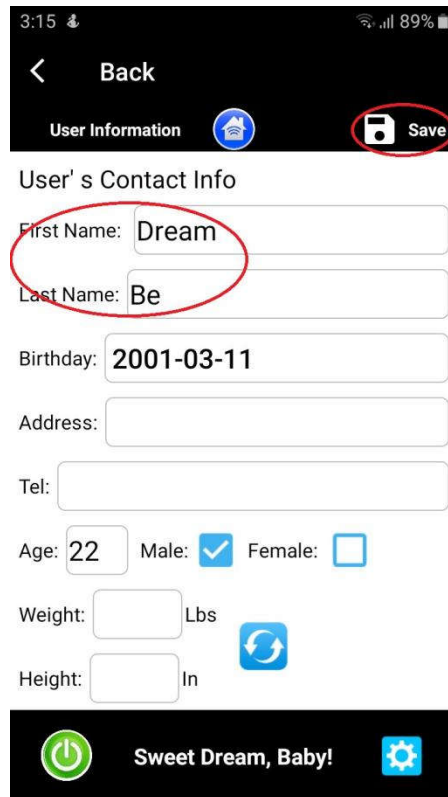 3:15 89%
Back
User Information Save
User' s Contact Info
First Name: Dream
Last Name: Be
Birthday: 2001-03-11
Address:
Tel:
Age: 22 Male: Female:
Weight: Lbs
Height: In
Sweet Dream, Baby!